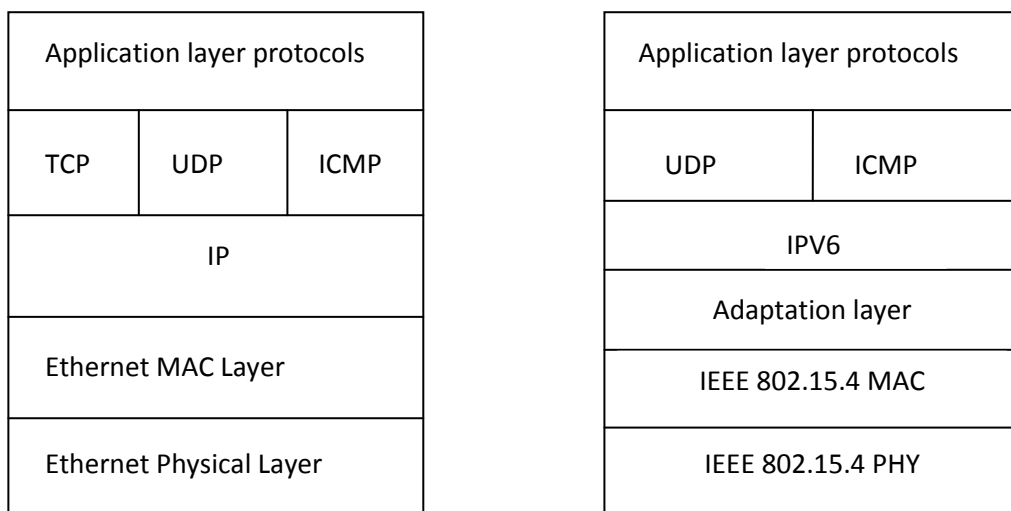 Application layer protocols
TCP UDP ICMP
IP
Ethernet MAC Layer
Ethernet Physical Layer
Application layer protocols
UDP ICMP
IPV6
Adaptation layer
IEEE 802.15.4 MAC
IEEE 802.15.4 PHY